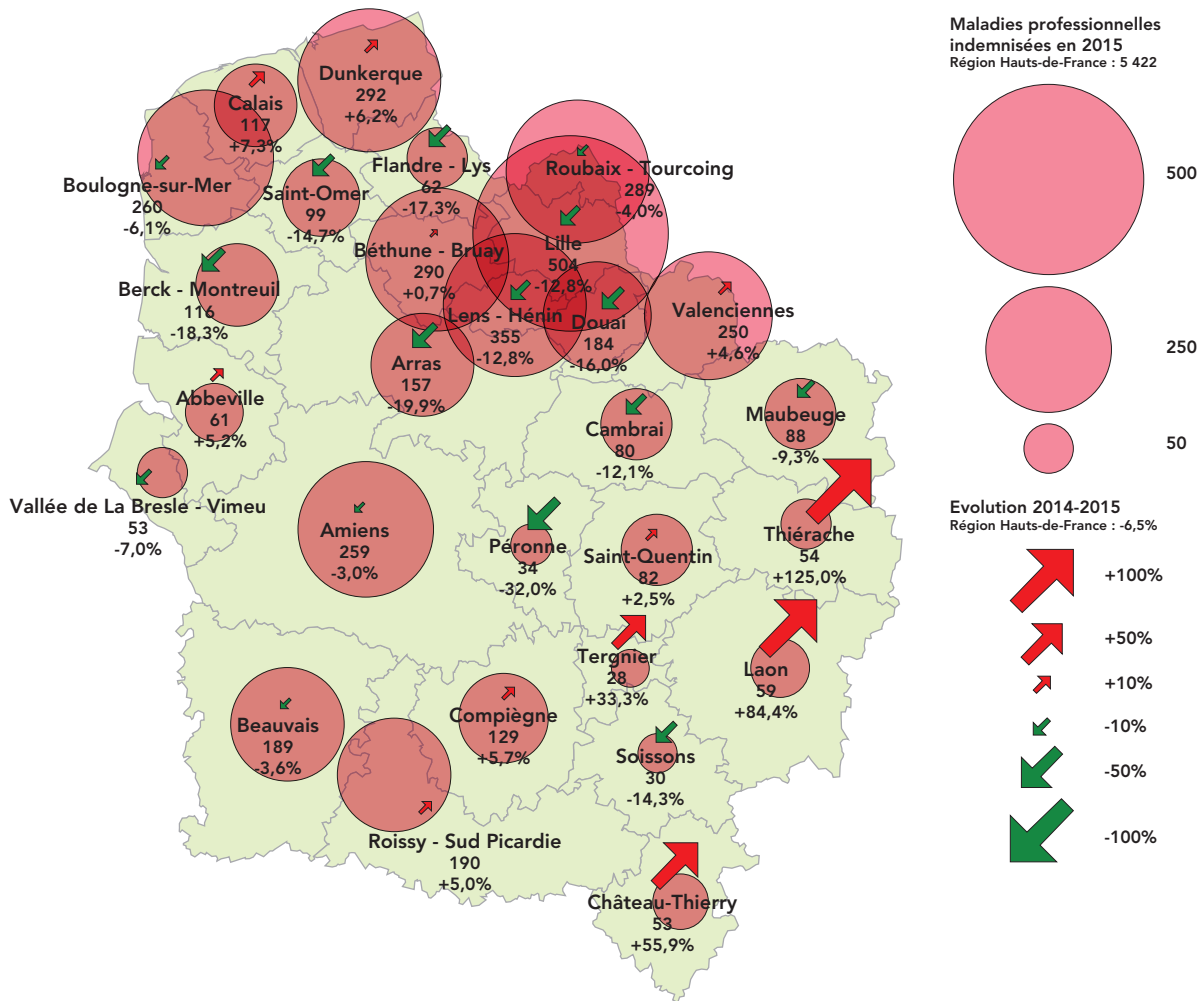 Maladies professionnelles
indemnisées en 2015
Région Hauts-de-France : 5 422
500
250
50
Evolution 2014-2015
Région Hauts-de-France : -6,5%
+100%
+50%
+10%
-10%
-50%
-100%
Dunkerque
292
+6,2%
Calais
117
+7,3%
Boulogne-sur-Mer
260
-6,1%
Saint-Omer
99
-14,7%
Flandre - Lys
62
-17,3%
Roubaix - Tourcoing
289
-4,0%
Lille
504
-12,8%
Béthune - Bruay
290
+0,7%
Berck - Montreuil
116
-18,3%
Lens - Hénin
355
-12,8%
Douai
184
-16,0%
Valenciennes
250
+4,6%
Arras
157
-19,9%
Abbeville
61
+5,2%
Cambrai
80
-12,1%
Maubeuge
88
-9,3%
Vallée de La Bresle - Vimeu
53
-7,0%
Amiens
259
-3,0%
Péronne
34
-32,0%
Saint-Quentin
82
+2,5%
Thiérache
54
+125,0%
Tergnier
28
+33,3%
Laon
59
+84,4%
Beauvais
189
-3,6%
Compiègne
129
+5,7%
Soissons
30
-14,3%
Roissy - Sud Picardie
190
+5,0%
Château-Thierry
53
+55,9%